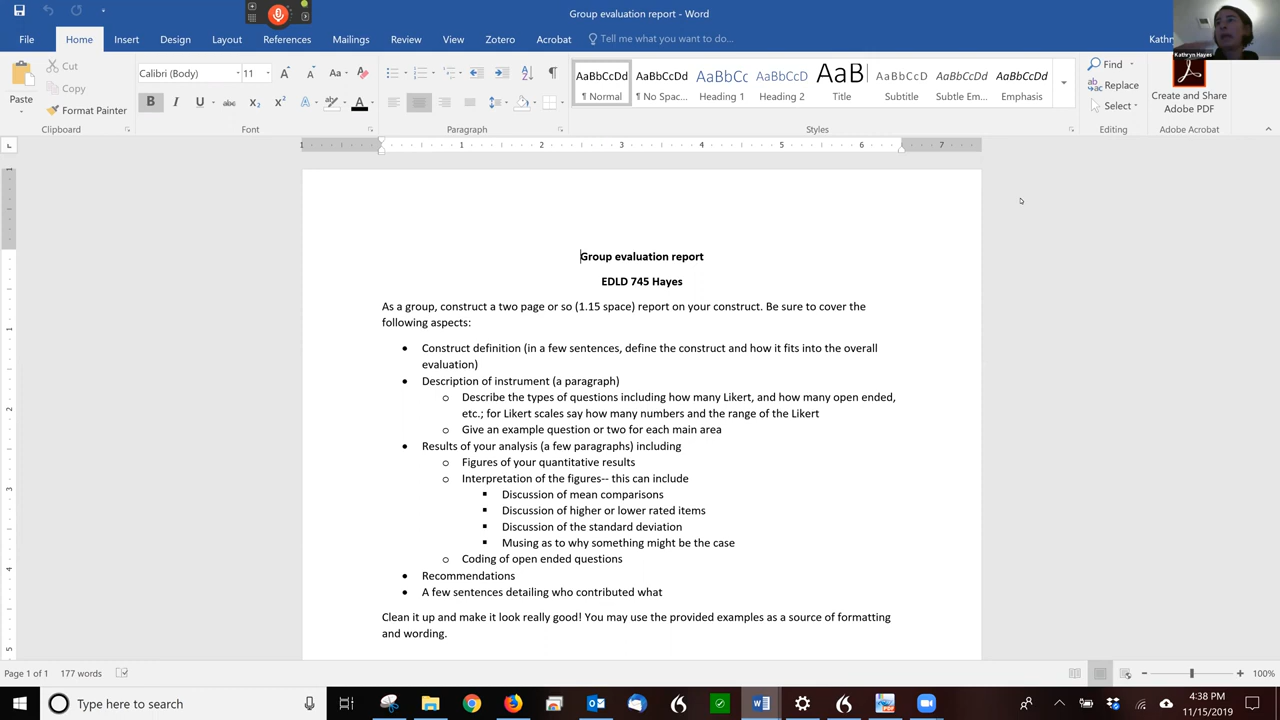 Group evaluation report - Word
File Home Insert Design Layout References Mailings Review View Zotero Acrobat Tell me what you want to do...
Kathryn Hayes
Paste
Cut
Copy
Format Painter
Clipboard
Calibri (Body) 11
Font
Paragraph
AaBbCcDd AaBbCcDd AaBbCc AaBbCcD AaB AaBbCcD AaBbCcDd AaBbCcDd
¶ Normal ¶ No Spac... Heading 1 Heading 2 Title Subtitle Subtle Em... Emphasis
Styles
Find
Replace
Select
Editing
Create and Share
Adobe PDF
Adobe Acrobat
1 1 2 3 4 5 6 7
Group evaluation report
EDLD 745 Hayes
As a group, construct a two page or so (1.15 space) report on your construct. Be sure to cover the
following aspects:
• Construct definition (in a few sentences, define the construct and how it fits into the overall
evaluation)
• Description of instrument (a paragraph)
o Describe the types of questions including how many Likert, and how many open ended,
etc.; for Likert scales say how many numbers and the range of the Likert
o Give an example question or two for each main area
• Results of your analysis (a few paragraphs) including
o Figures of your quantitative results
o Interpretation of the figures-- this can include
▪ Discussion of mean comparisons
▪ Discussion of higher or lower rated items
▪ Discussion of the standard deviation
▪ Musing as to why something might be the case
o Coding of open ended questions
• Recommendations
• A few sentences detailing who contributed what
Clean it up and make it look really good! You may use the provided examples as a source of formatting
and wording.
Page 1 of 1 177 words
100%
Type here to search
4:38 PM
11/15/2019